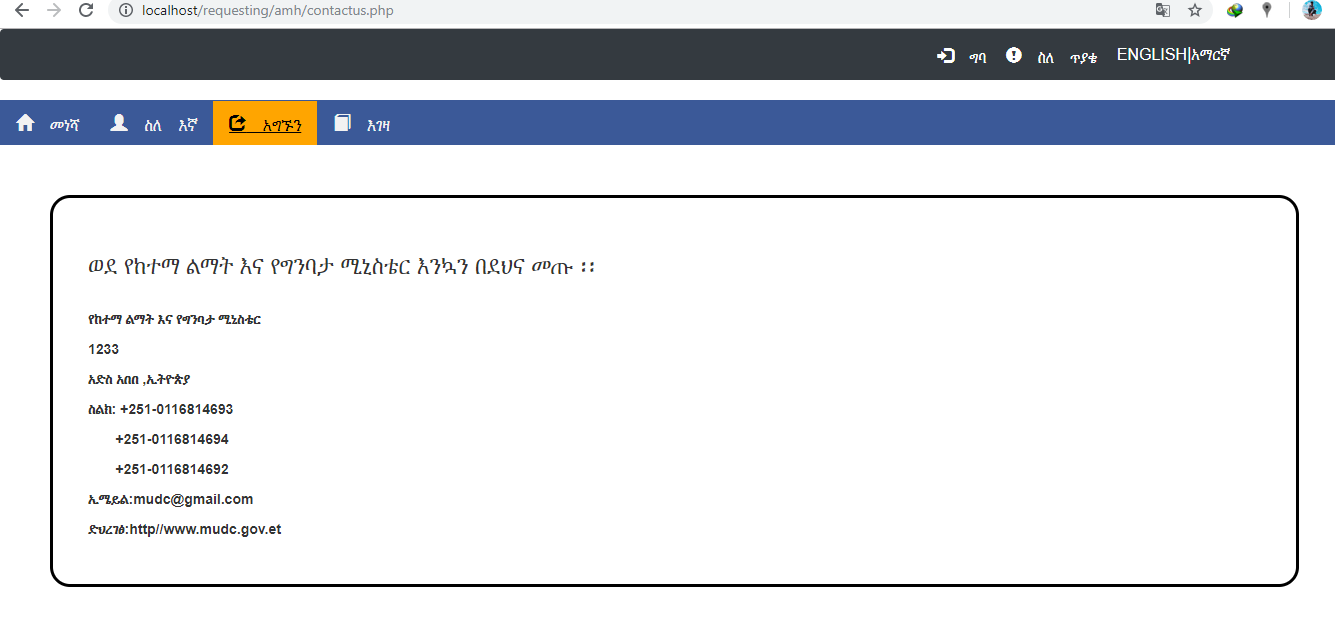 localhost/requesting/amh/contactus.php
ግባ ስለ ጥያቄ ENGLISH|አማርኛ
መነሻ ስለ እኛ አግኙን እገዛ
ወደ የከተማ ልማት እና የግንባታ ሚኒስቴር እንኳን በደህና መጡ ፡፡
የከተማ ልማት እና የግንባታ ሚኒስቴር
1233
አድስ አበበ ,ኢትዮጵያ
ስልክ: +251-0116814693
+251-0116814694
+251-0116814692
ኢሜይል:mudc@gmail.com
ድህረገፅ:http//www.mudc.gov.et